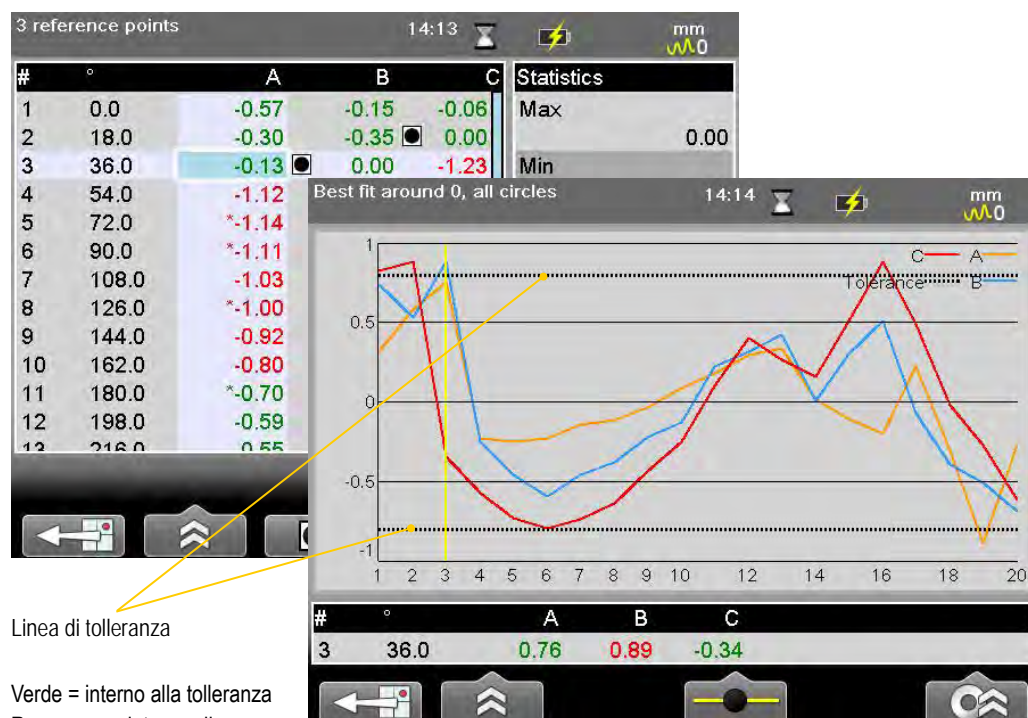 3 reference points 14:13 mm
0
# ° A B C Statistics
1 0.0 -0.57 -0.15 -0.06 Max
2 18.0 -0.30 -0.35 0.00 0.00
3 36.0 -0.13 0.00 -1.23 Min
4 54.0 -1.12
5 72.0 *-1.14
6 90.0 *-1.11
7 108.0 -1.03
8 126.0 *-1.00
9 144.0 -0.92
10 162.0 -0.80
11 180.0 *-0.70
12 198.0 -0.59
13 216.0 0.55
Best fit around 0, all circles 14:14 mm
0
1
C A
Tolerance B
0.5
0
-0.5
-1
1 2 3 4 5 6 7 8 9 10 12 14 16 18 20
# ° A B C
3 36.0 0.76 0.89 -0.34
Linea di tolleranza
Verde = interno alla tolleranza